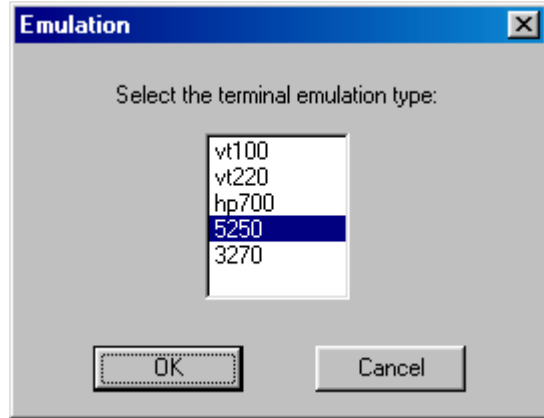 Emulation
Select the terminal emulation type:
vt100
vt220
hp700
5250
3270
OK
Cancel